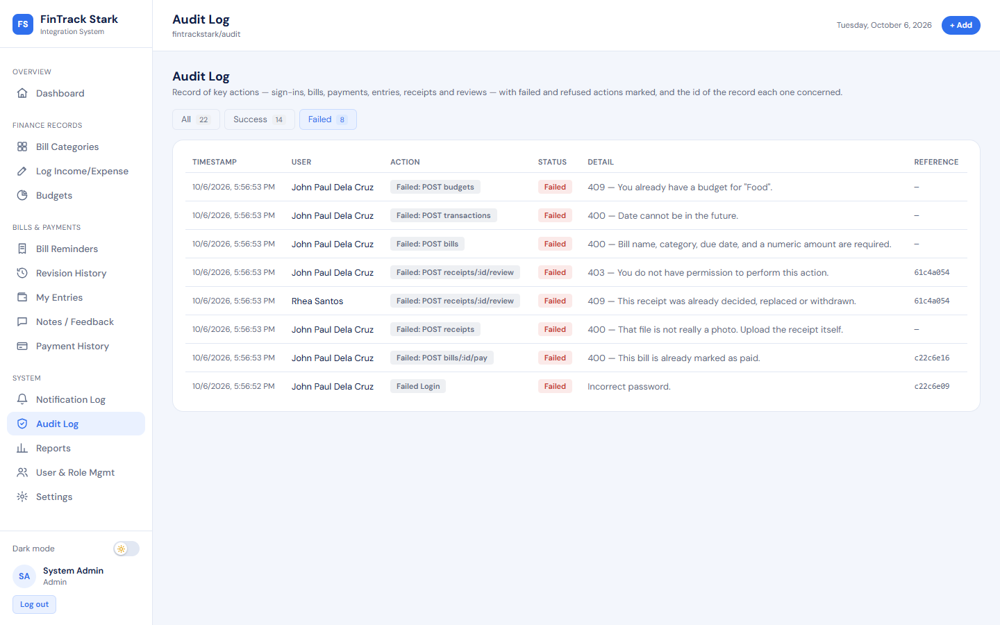 FS
FinTrack Stark
Integration System
OVERVIEW
Dashboard
FINANCE RECORDS
Bill Categories
Log Income/Expense
Budgets
BILLS & PAYMENTS
Bill Reminders
Revision History
My Entries
Notes / Feedback
Payment History
SYSTEM
Notification Log
Audit Log
Reports
User & Role Mgmt
Settings
Dark mode
SA
System Admin
Admin
Log out
Audit Log
fintrackstark/audit
Tuesday, October 6, 2026
+ Add
Audit Log
Record of key actions — sign-ins, bills, payments, entries, receipts and reviews — with failed and refused actions marked, and the id of the record each one concerned.
All 22 Success 14 Failed 8
TIMESTAMP USER ACTION STATUS DETAIL REFERENCE
10/6/2026, 5:56:53 PM John Paul Dela Cruz Failed: POST budgets Failed 409 — You already have a budget for "Food". –
10/6/2026, 5:56:53 PM John Paul Dela Cruz Failed: POST transactions Failed 400 — Date cannot be in the future. –
10/6/2026, 5:56:53 PM John Paul Dela Cruz Failed: POST bills Failed 400 — Bill name, category, due date, and a numeric amount are required. –
10/6/2026, 5:56:53 PM John Paul Dela Cruz Failed: POST receipts/:id/review Failed 403 — You do not have permission to perform this action. 61c4a054
10/6/2026, 5:56:53 PM Rhea Santos Failed: POST receipts/:id/review Failed 409 — This receipt was already decided, replaced or withdrawn. 61c4a054
10/6/2026, 5:56:53 PM John Paul Dela Cruz Failed: POST receipts Failed 400 — That file is not really a photo. Upload the receipt itself. –
10/6/2026, 5:56:53 PM John Paul Dela Cruz Failed: POST bills/:id/pay Failed 400 — This bill is already marked as paid. c22c6e16
10/6/2026, 5:56:52 PM John Paul Dela Cruz Failed Login Failed Incorrect password. c22c6e09